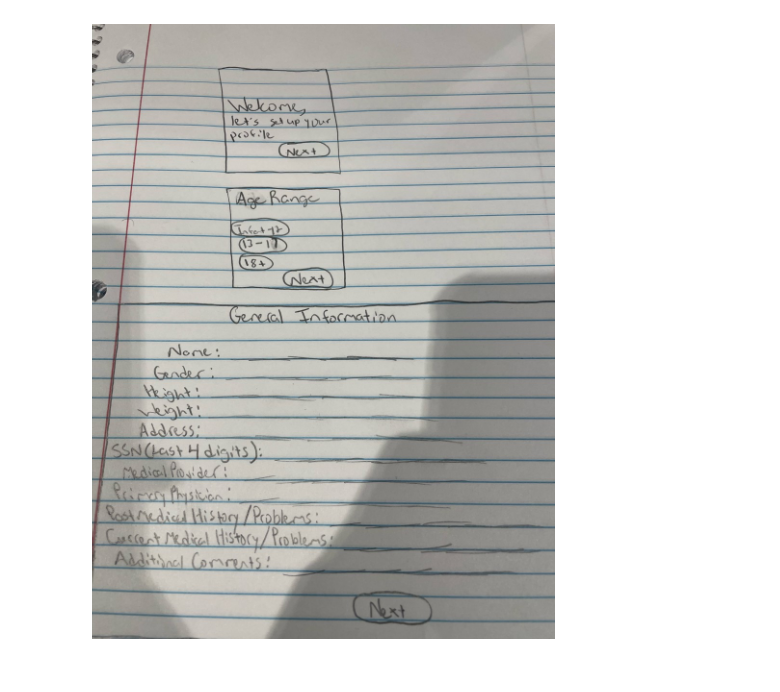 Welcome,
let's set up your
profile
Next
Age Range
13-17
18+
Next
General Information
Name:
Gender:
Height:
Weight:
Address:
SSN (Last 4 digits):
Medical Provider:
Primary Physician:
Past Medical History/Problems:
Current Medical History/Problems:
Additional Comments:
Next